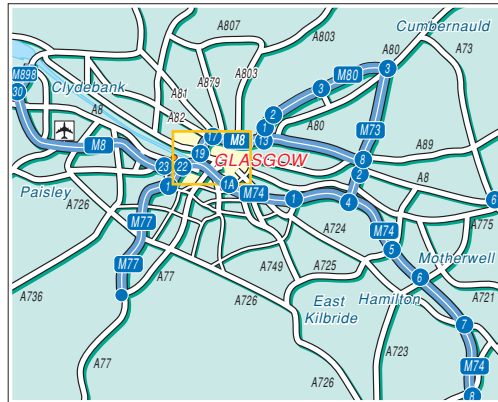 A807
A803
Cumbernauld
A879
A803
A80
A73
M898
30
Clydebank
A81
M80
3
3
A8
A82
2
M8
17
M8
1
13
A80
M73
19
GLASGOW
A89
23
22
8
2
A8
Paisley
1
1A
M74
1
4
6
A726
M77
A724
M74
A775
5
M77
A77
A749
A725
Motherwell
6
A736
A726
East
Kilbride
Hamilton
A721
7
A77
A723
M74
A726
8